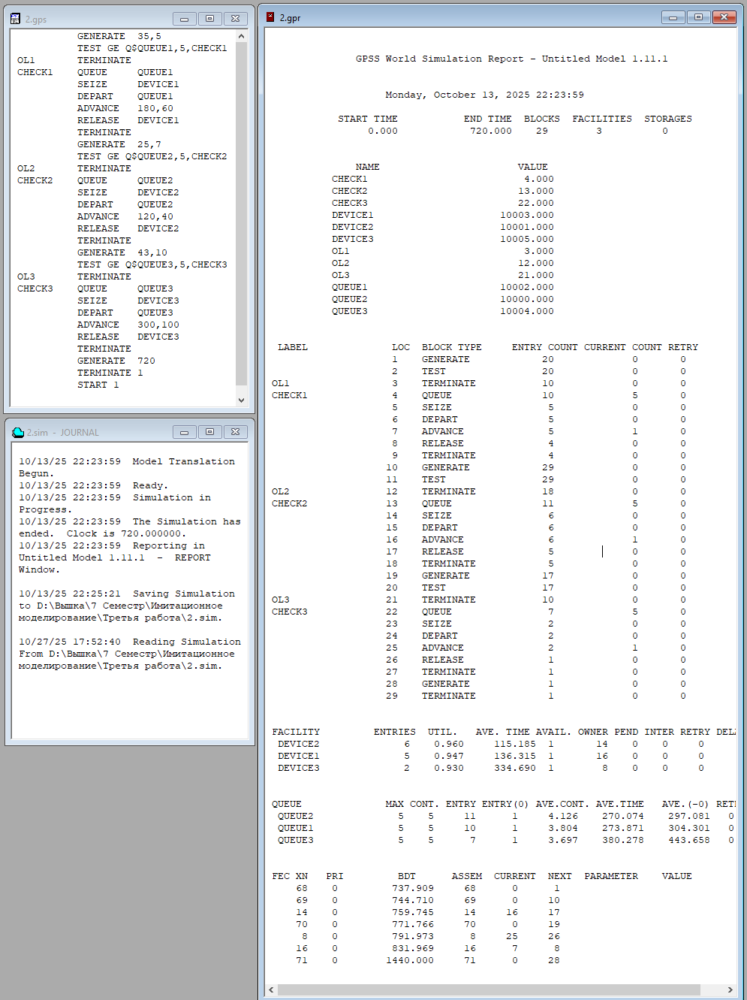 2.gps
GENERATE 35,5
TEST GE Q$QUEUE1,5,CHECK1
OL1 TERMINATE
CHECK1 QUEUE QUEUE1
SEIZE DEVICE1
DEPART QUEUE1
ADVANCE 180,60
RELEASE DEVICE1
TERMINATE
GENERATE 25,7
TEST GE Q$QUEUE2,5,CHECK2
OL2 TERMINATE
CHECK2 QUEUE QUEUE2
SEIZE DEVICE2
DEPART QUEUE2
ADVANCE 120,40
RELEASE DEVICE2
TERMINATE
GENERATE 43,10
TEST GE Q$QUEUE3,5,CHECK3
OL3 TERMINATE
CHECK3 QUEUE QUEUE3
SEIZE DEVICE3
DEPART QUEUE3
ADVANCE 300,100
RELEASE DEVICE3
TERMINATE
GENERATE 720
TERMINATE 1
START 1
2.sim - JOURNAL
10/13/25 22:23:59 Model Translation
Begun.
10/13/25 22:23:59 Ready.
10/13/25 22:23:59 Simulation in
Progress.
10/13/25 22:23:59 The Simulation has
ended. Clock is 720.000000.
10/13/25 22:23:59 Reporting in
Untitled Model 1.11.1 - REPORT
Window.
10/13/25 22:25:21 Saving Simulation
to D:\Вышка\7 Семестр\Имитационное
моделирование\Третья работа\2.sim.
10/27/25 17:52:40 Reading Simulation
From D:\Вышка\7 Семестр\Имитационное
моделирование\Третья работа\2.sim.
2.gpr
GPSS World Simulation Report - Untitled Model 1.11.1
Monday, October 13, 2025 22:23:59
START TIME END TIME BLOCKS FACILITIES STORAGES
0.000 720.000 29 3 0
NAME VALUE
CHECK1 4.000
CHECK2 13.000
CHECK3 22.000
DEVICE1 10003.000
DEVICE2 10001.000
DEVICE3 10005.000
OL1 3.000
OL2 12.000
OL3 21.000
QUEUE1 10002.000
QUEUE2 10000.000
QUEUE3 10004.000
LABEL LOC BLOCK TYPE ENTRY COUNT CURRENT COUNT RETRY
1 GENERATE 20 0 0
2 TEST 20 0 0
OL1 3 TERMINATE 10 0 0
CHECK1 4 QUEUE 10 5 0
5 SEIZE 5 0 0
6 DEPART 5 0 0
7 ADVANCE 5 1 0
8 RELEASE 4 0 0
9 TERMINATE 4 0 0
10 GENERATE 29 0 0
11 TEST 29 0 0
OL2 12 TERMINATE 18 0 0
CHECK2 13 QUEUE 11 5 0
14 SEIZE 6 0 0
15 DEPART 6 0 0
16 ADVANCE 6 1 0
17 RELEASE 5 0 0
18 TERMINATE 5 0 0
19 GENERATE 17 0 0
20 TEST 17 0 0
OL3 21 TERMINATE 10 0 0
CHECK3 22 QUEUE 7 5 0
23 SEIZE 2 0 0
24 DEPART 2 0 0
25 ADVANCE 2 1 0
26 RELEASE 1 0 0
27 TERMINATE 1 0 0
28 GENERATE 1 0 0
29 TERMINATE 1 0 0
FACILITY ENTRIES UTIL. AVE. TIME AVAIL. OWNER PEND INTER RETRY
DEVICE2 6 0.960 115.185 1 14 0 0 0
DEVICE1 5 0.947 136.315 1 16 0 0 0
DEVICE3 2 0.930 334.690 1 8 0 0 0
QUEUE MAX CONT. ENTRY ENTRY(0) AVE.CONT. AVE.TIME AVE.(-0)
QUEUE2 5 5 11 1 4.126 270.074 297.081 0
QUEUE1 5 5 10 1 3.804 273.871 304.301 0
QUEUE3 5 5 7 1 3.697 380.278 443.658 0
FEC XN PRI BDT ASSEM CURRENT NEXT PARAMETER VALUE
68 0 737.909 68 0 1
69 0 744.710 69 0 10
14 0 759.745 14 16 17
70 0 771.766 70 0 19
8 0 791.973 8 25 26
16 0 831.969 16 7 8
71 0 1440.000 71 0 28